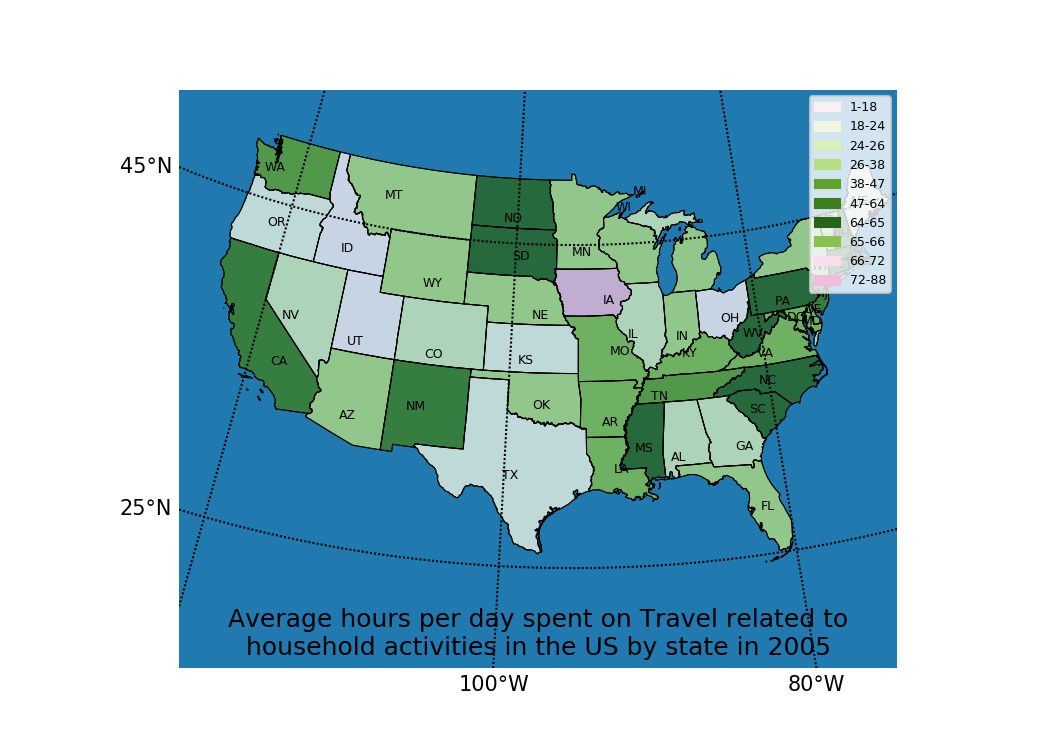 1-18
18-24
24-26
26-38
38-47
47-64
64-65
65-66
66-72
72-88
45°N
25°N
WA
MT
ND
MI
WI
OR
ID
SD
MN
WY
IA
PA
NV
NE
OH
DE
DC
MD
UT
CO
KS
MO
IL
IN
KY
WV
VA
CA
AZ
NM
OK
AR
TN
NC
SC
TX
LA
MS
AL
GA
FL
Average hours per day spent on Travel related to
household activities in the US by state in 2005
100°W
80°W